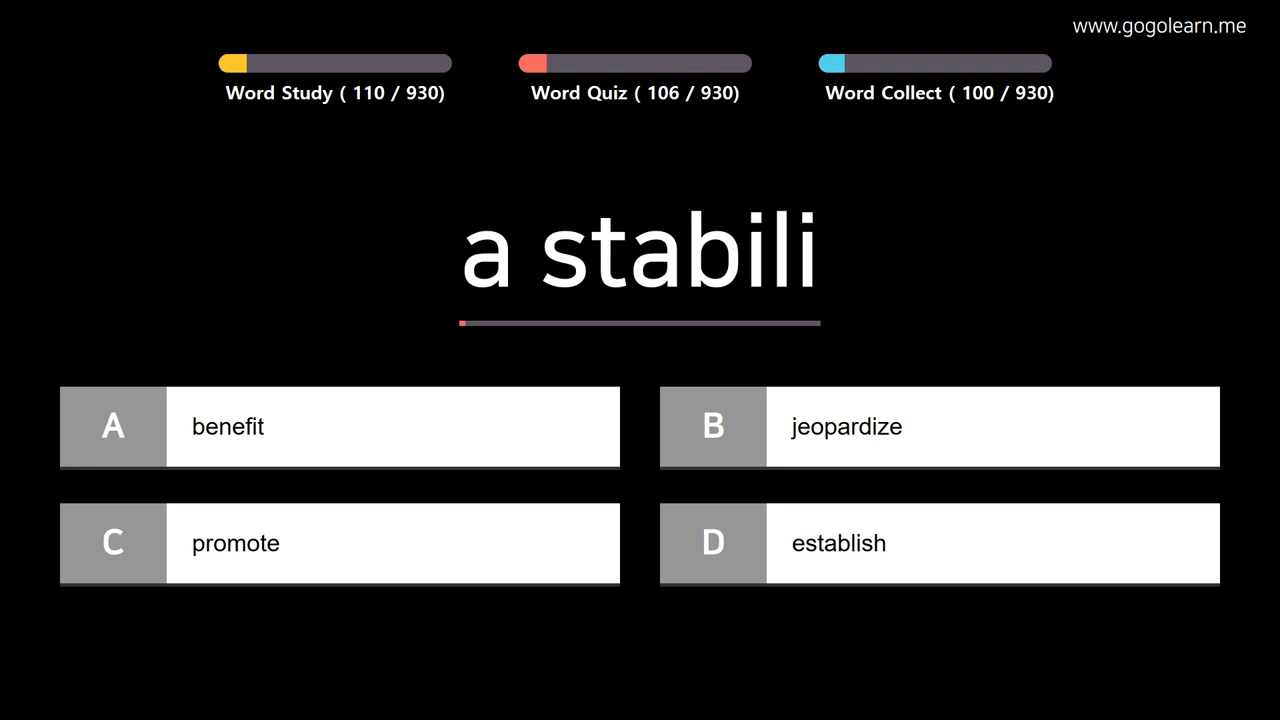 www.gogolearn.me
Word Study ( 110 / 930)
Word Quiz ( 106 / 930)
Word Collect ( 100 / 930)
a stabili
A benefit
B jeopardize
C promote
D establish